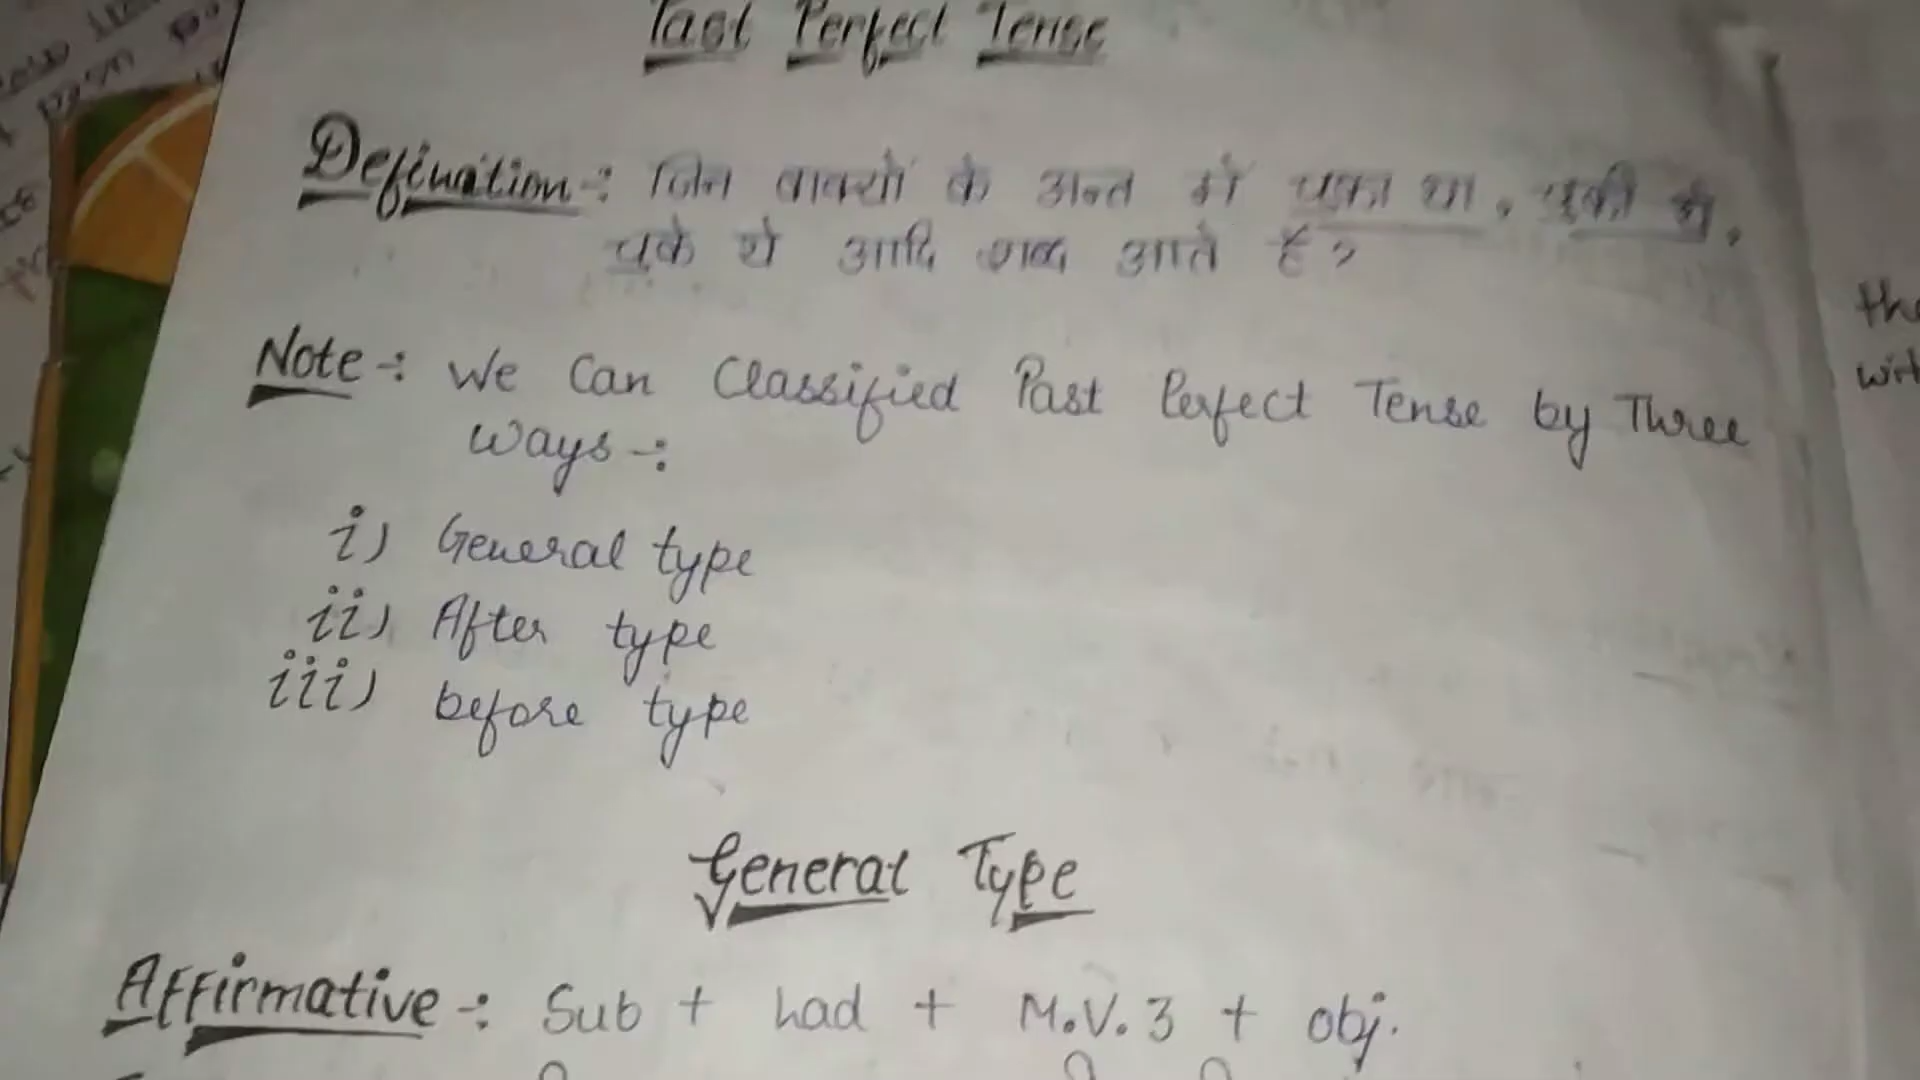 Past Perfect Tense
Defination-: जिन वाक्यों के अन्त में चुका था, चुकी थी,
चुके थे आदि शब्द आते है,
Note-: We Can Classified Past Perfect Tense by Three
ways-:
i) General type
ii) After type
iii) before type
General Type
Affirmative-: Sub + had + M.V.3 + obj.
the